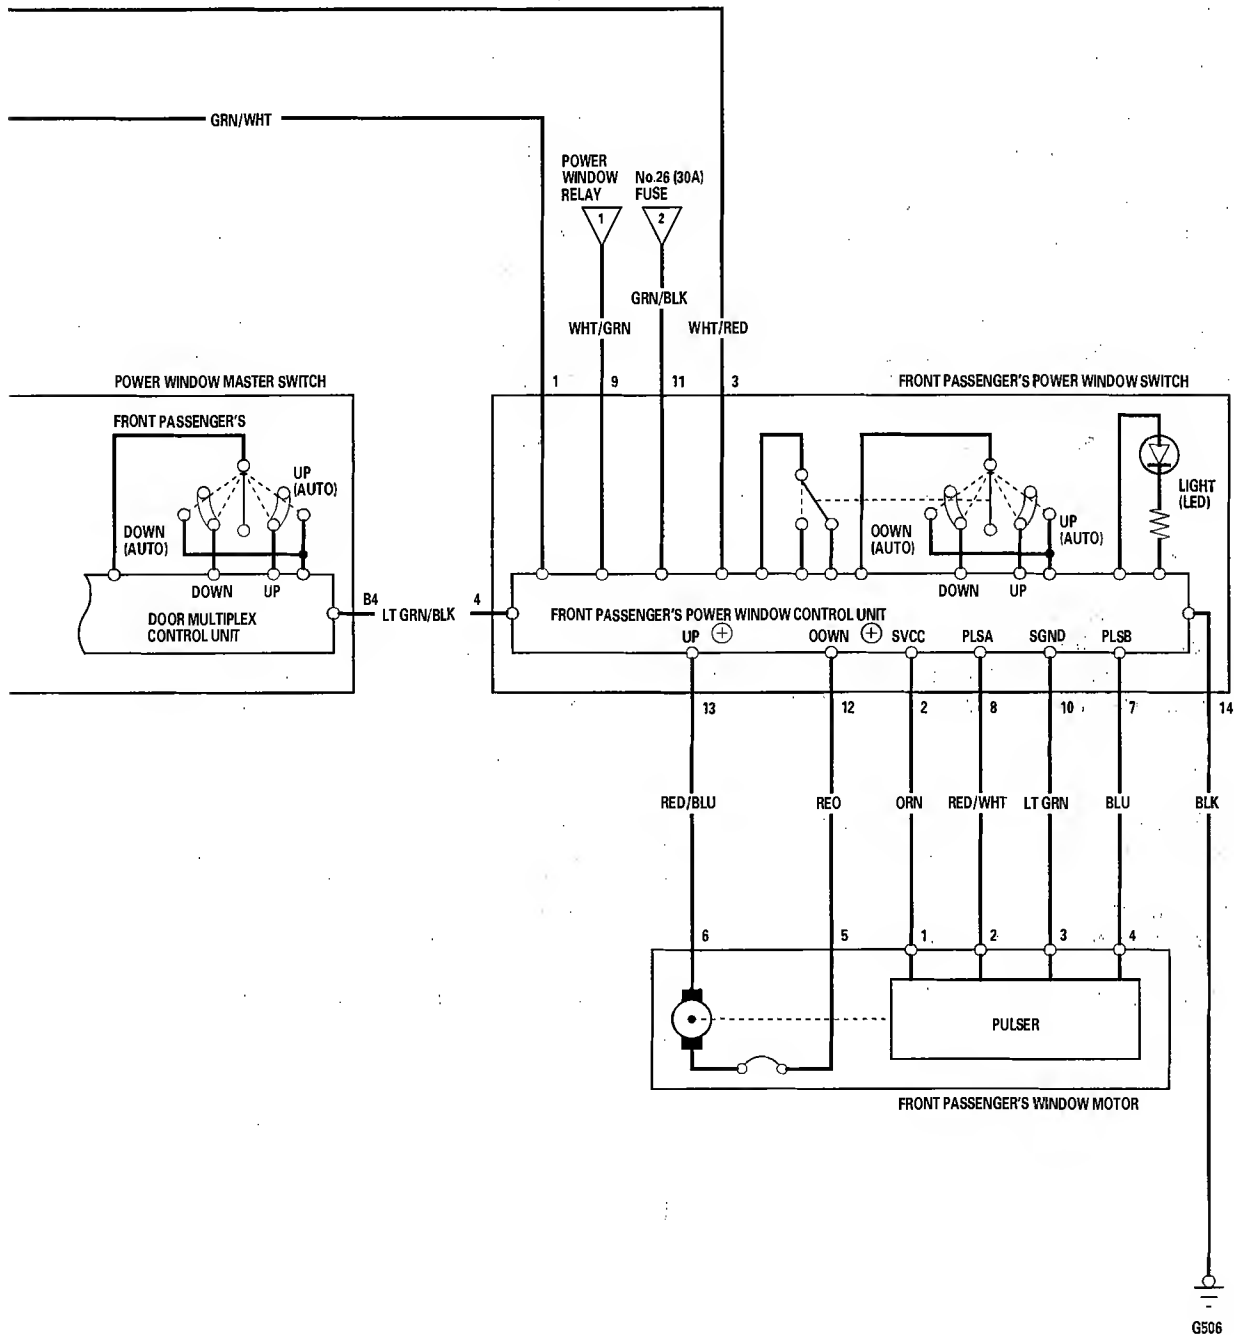 GRN/WHT
POWER
WINDOW
RELAY
No.26 (30A)
FUSE
1
2
GRN/BLK
WHT/GRN
WHT/RED
POWER WINDOW MASTER SWITCH
1
9
11
3
FRONT PASSENGER'S POWER WINDOW SWITCH
FRONT PASSENGER'S
UP
(AUTO)
DOWN
(AUTO)
LIGHT
(LED)
OOWN
(AUTO)
UP
(AUTO)
DOWN
UP
DOWN
UP
DOOR MULTIPLEX
CONTROL UNIT
B4
LT GRN/BLK
4
FRONT PASSENGER'S POWER WINDOW CONTROL UNIT
UP +
OOWN +
SVCC
PLSA
SGND
PLSB
13
12
2
8
10
7
14
RED/BLU
REO
ORN
RED/WHT
LT GRN
BLU
BLK
6
5
1
2
3
4
PULSER
FRONT PASSENGER'S WINDOW MOTOR
G506